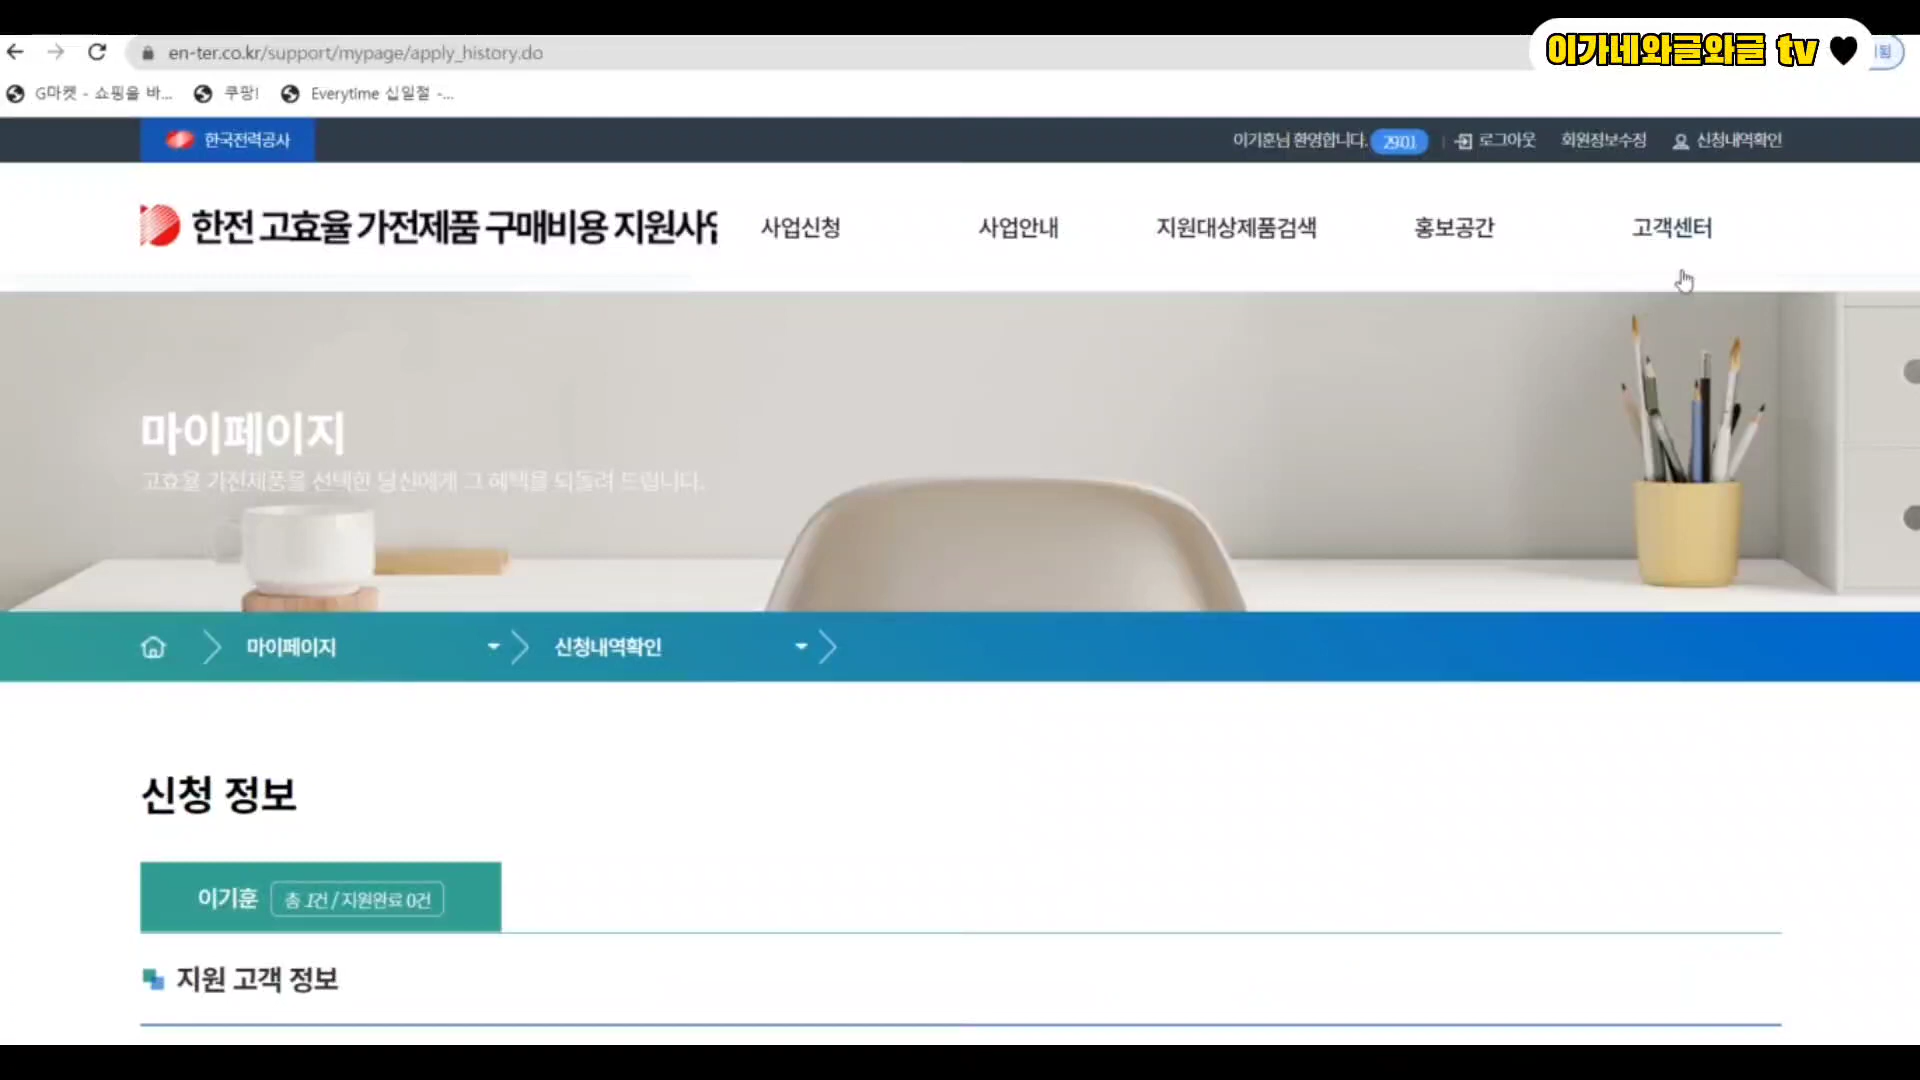 이가네와글와글 tv
en-ter.co.kr/support/mypage/apply_history.do
G마켓 - 쇼핑을 바... 쿠팡! Everytime 십일절 -...
한국전력공사 이기훈님 환영합니다. 29:01 로그아웃 회원정보수정 신청내역확인
한전 고효율 가전제품 구매비용 지원사업 사업신청 사업안내 지원대상제품검색 홍보공간 고객센터
마이페이지
고효율 가전제품을 선택한 당신에게 그 혜택을 되돌려 드립니다.
마이페이지 신청내역확인
신청 정보
이기훈 총 1건 / 지원완료 0건
지원 고객 정보